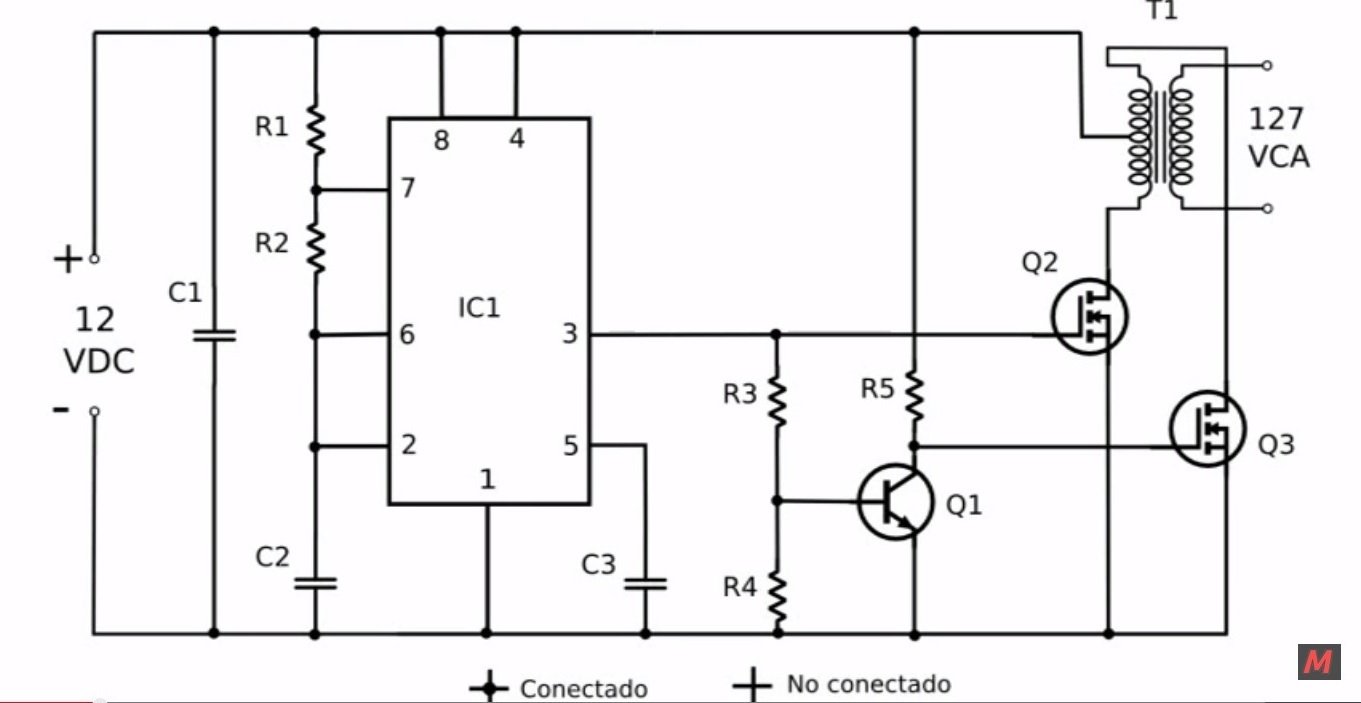 T1
R1
8
4
127
VCA
7
R2
Q2
+
C1
12
VDC
IC1
6
3
R3
R5
-
2
5
Q3
1
Q1
C2
C3
R4
M
Conectado
No conectado